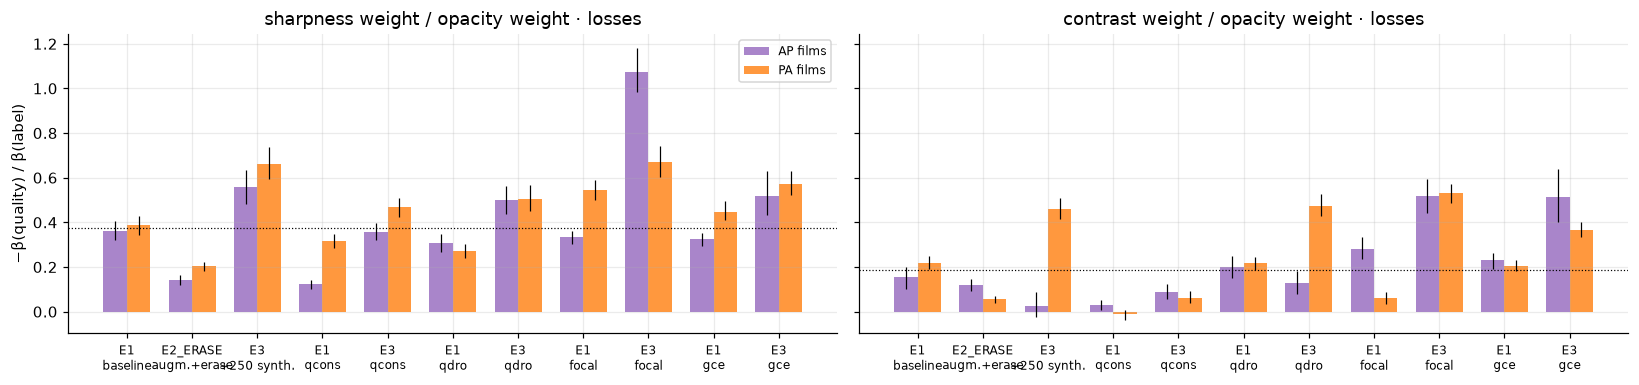 sharpness weight / opacity weight · losses
contrast weight / opacity weight · losses
−β(quality) / β(label)
1.2
1.0
0.8
0.6
0.4
0.2
0.0
AP films
PA films
E1 E2_ERASE E3 E1 E3 E1 E3 E1 E3 E1 E3
baseline augm.+erase +250 synth. qcons qcons qdro qdro focal focal gce gce
E1 E2_ERASE E3 E1 E3 E1 E3 E1 E3 E1 E3
baseline augm.+erase +250 synth. qcons qcons qdro qdro focal focal gce gce